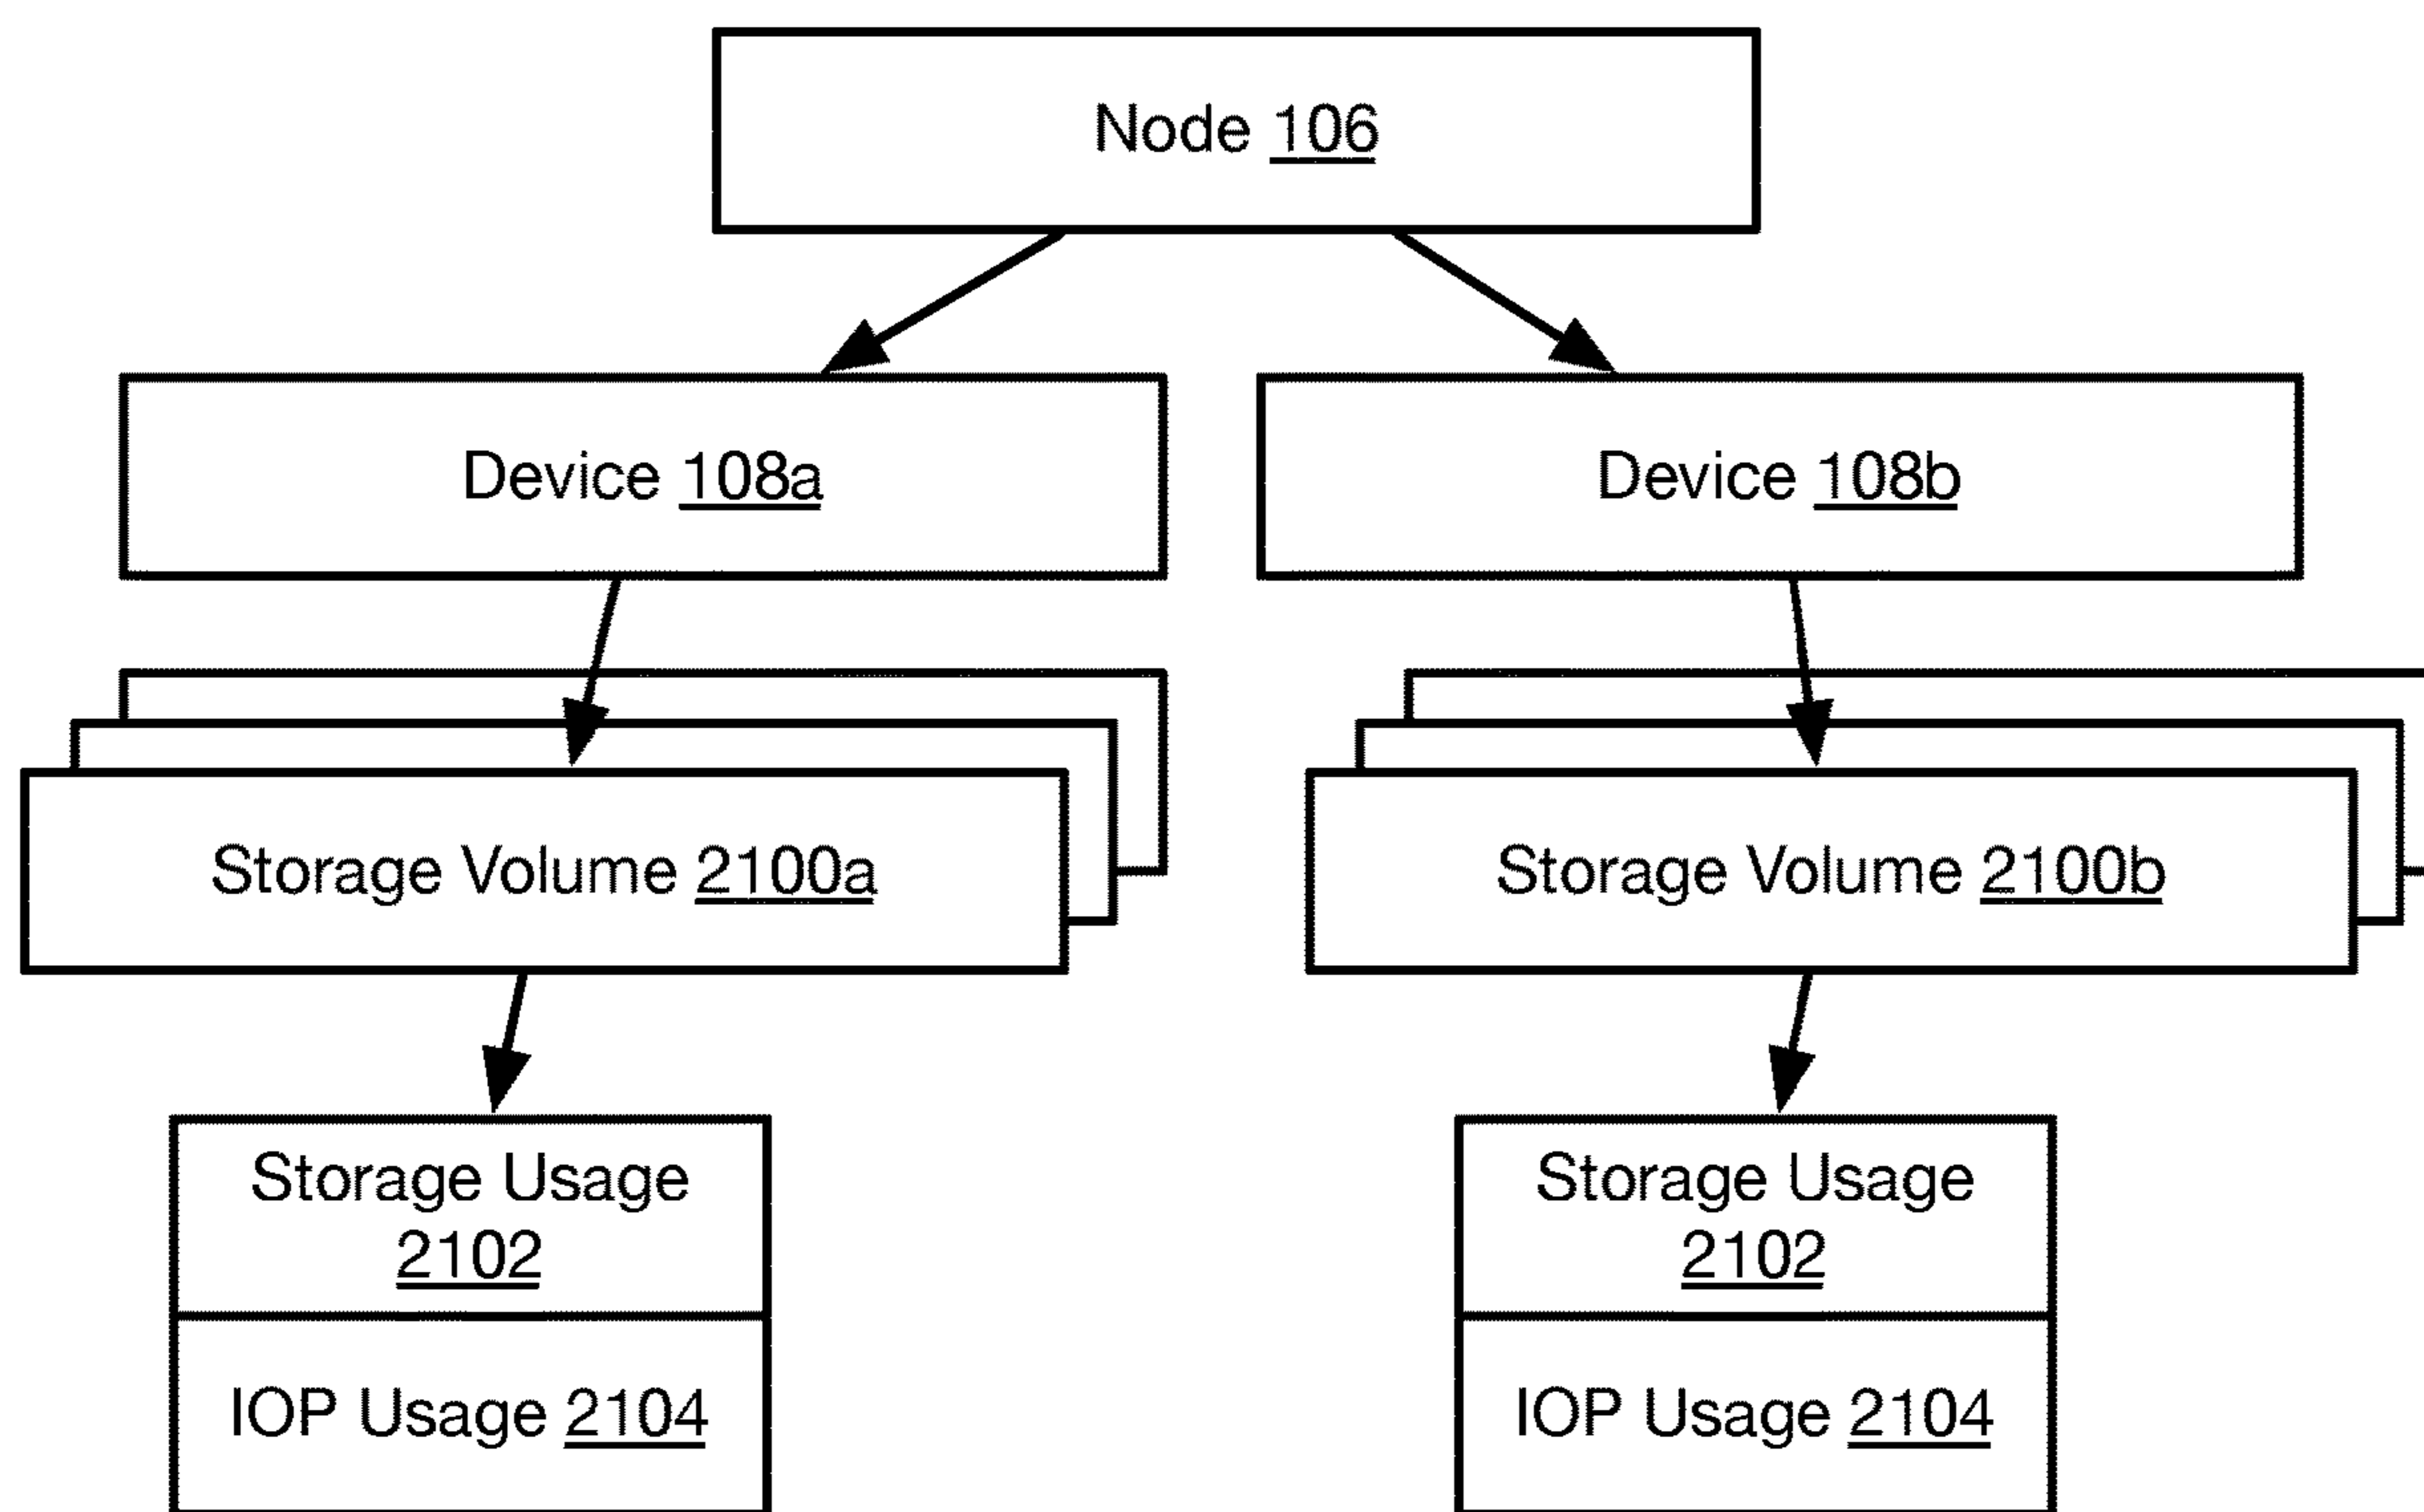 Node 106
Device 108a
Device 108b
Storage Volume 2100a
Storage Volume 2100b
Storage Usage
2102
IOP Usage 2104
Storage Usage
2102
IOP Usage 2104